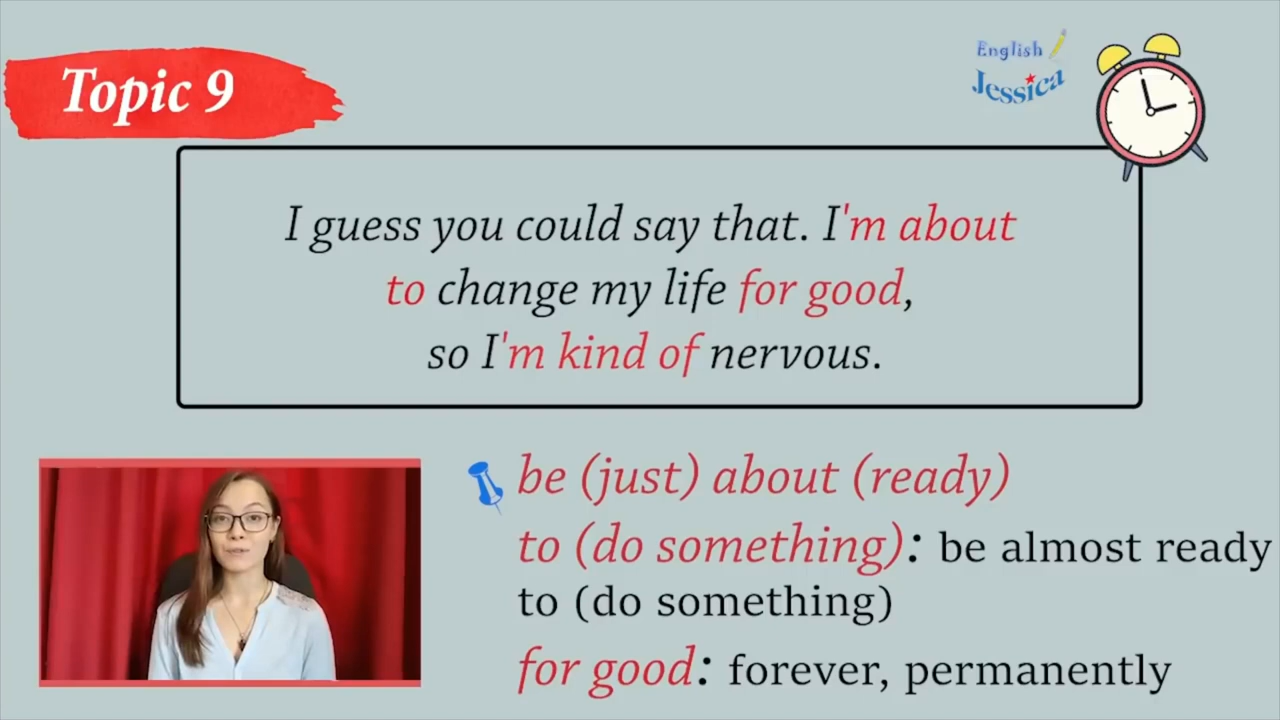 Topic 9
English
Jessica
I guess you could say that. I'm about
to change my life for good,
so I'm kind of nervous.
be (just) about (ready)
to (do something): be almost ready
to (do something)
for good: forever, permanently